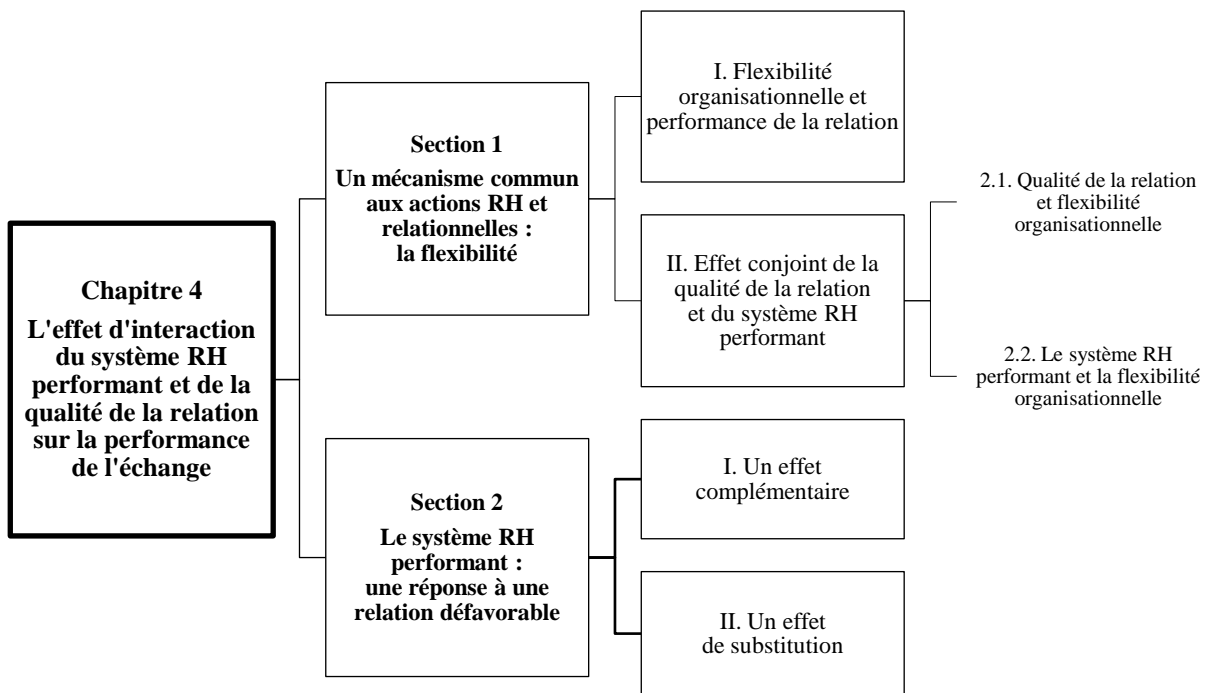 Chapitre 4
L'effet d'interaction
du système RH
performant et de la
qualité de la relation
sur la performance
de l'échange
Section 1
Un mécanisme commun
aux actions RH et
relationnelles :
la flexibilité
I. Flexibilité
organisationnelle et
performance de la relation
II. Effet conjoint de la
qualité de la relation
et du système RH
performant
2.1. Qualité de la relation
et flexibilité
organisationnelle
2.2. Le système RH
performant et la flexibilité
organisationnelle
Section 2
Le système RH
performant :
une réponse à une
relation défavorable
I. Un effet
complémentaire
II. Un effet
de substitution